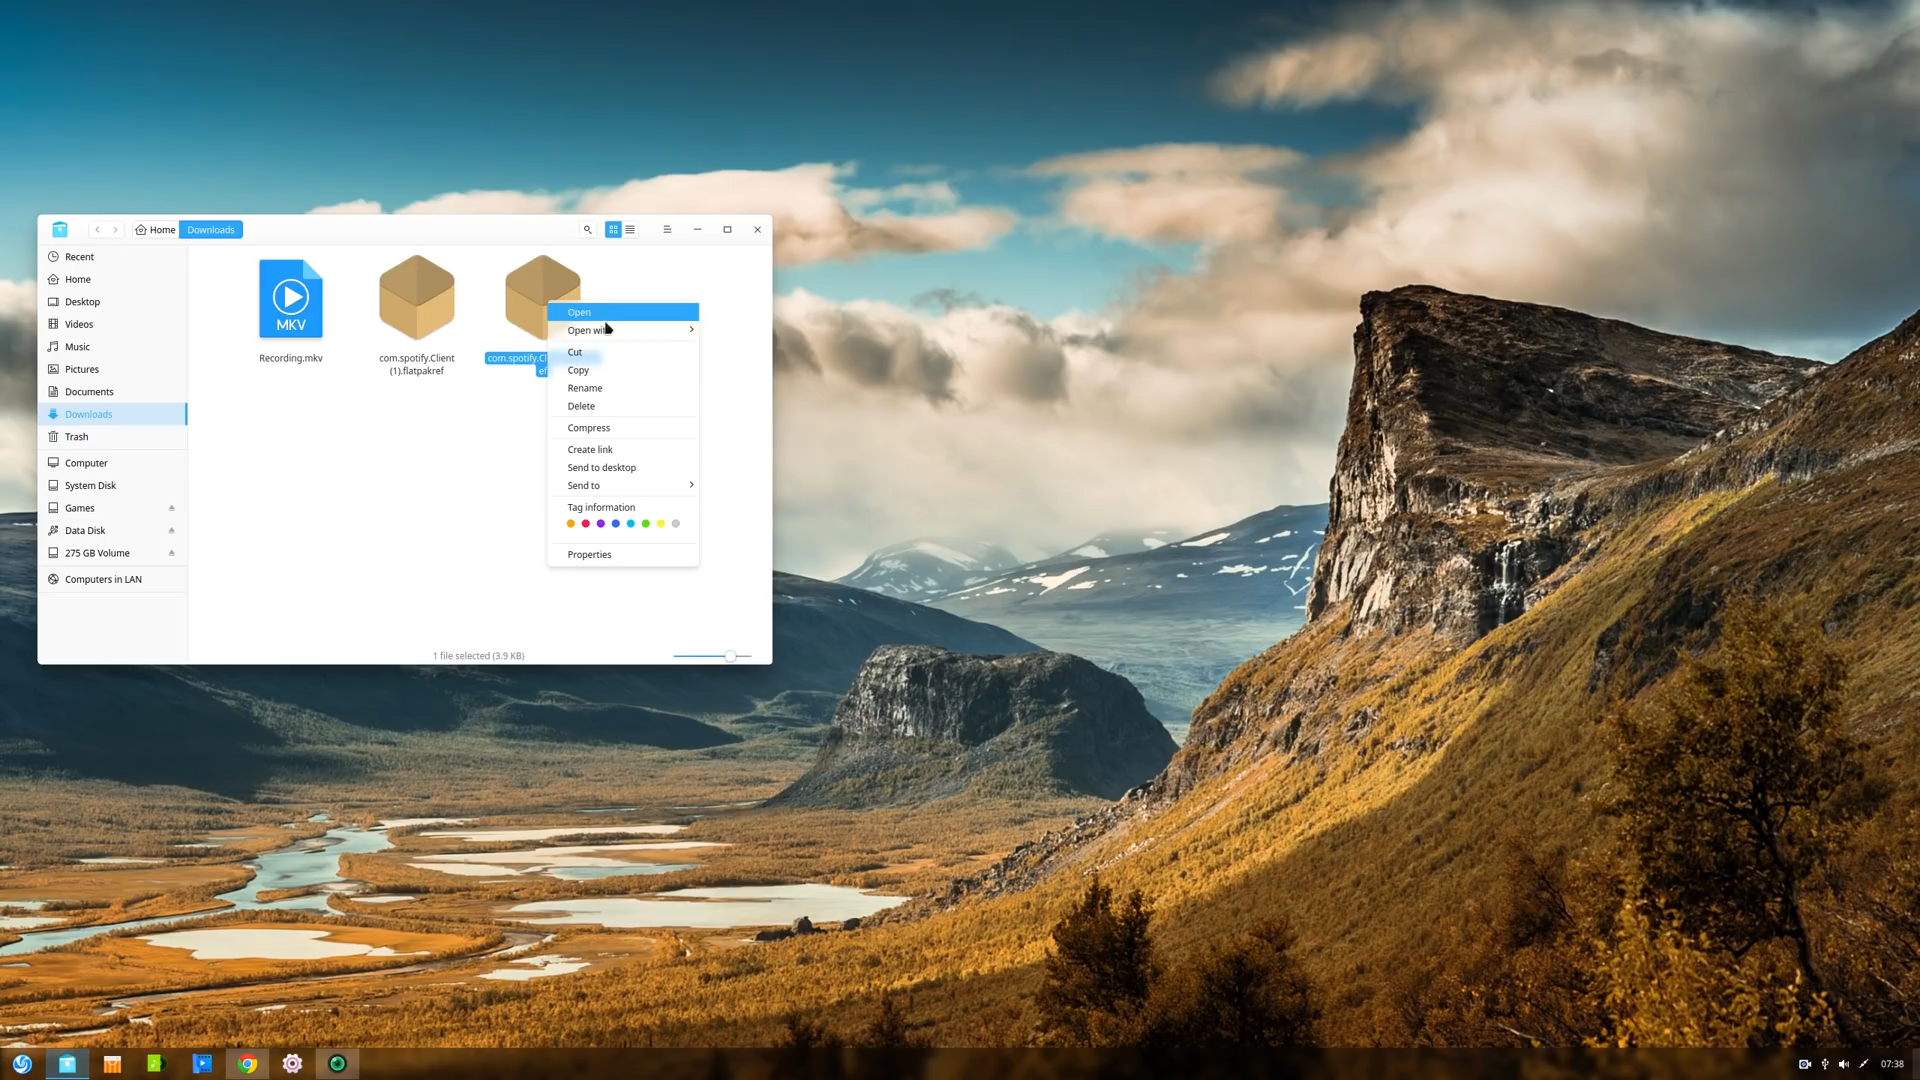 Home Downloads
Recent
Home
Desktop
Videos
Music
Pictures
Documents
Downloads
Trash
Computer
System Disk
Games
Data Disk
275 GB Volume
Computers in LAN
MKV
Recording.mkv
com.spotify.Client
(1).flatpakref
com.spotify.Cl
ef
Open
Open wit
Cut
Copy
Rename
Delete
Compress
Create link
Send to desktop
Send to
Tag information
Properties
1 file selected (3.9 KB)
07:38